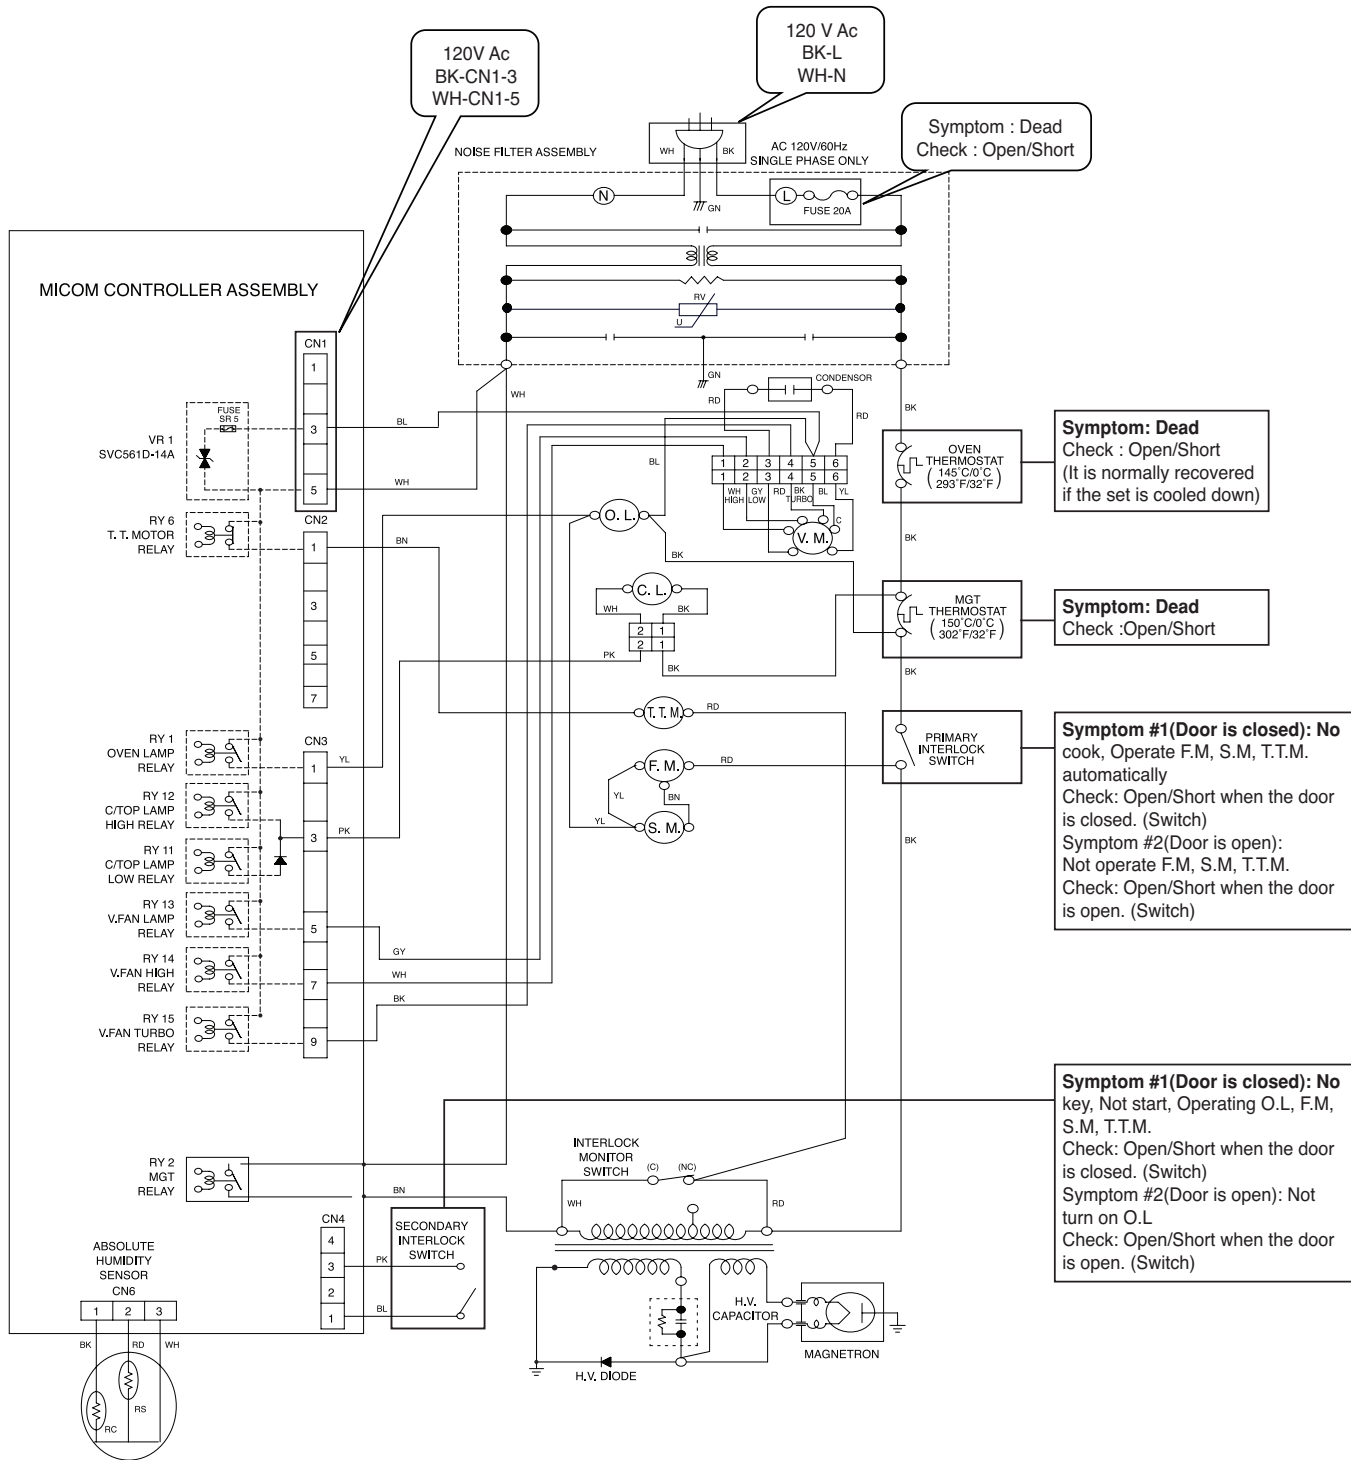 120V Ac
BK-CN1-3
WH-CN1-5
120 V Ac
BK-L
WH-N
Symptom : Dead
Check : Open/Short
NOISE FILTER ASSEMBLY
WH
BK
AC 120V/60Hz
SINGLE PHASE ONLY
N
GN
L
FUSE 20A
RV
U
GN
MICOM CONTROLLER ASSEMBLY
CN1
1
3
5
FUSE
SR 5
VR 1
SVC561D-14A
BL
WH
WH
RY 6
T. T. MOTOR
RELAY
CN2
1
3
5
7
BN
CONDENSOR
RD
RD
BL
1 2 3 4 5 6
1 2 3 4 5 6
WH GY RD BK BL YL
HIGH LOW TURBO
C
V. M.
O. L.
BK
BK
OVEN
THERMOSTAT
( 145°C/0°C )
293°F/32°F
BK
Symptom: Dead
Check : Open/Short
(It is normally recovered
if the set is cooled down)
C. L.
WH
BK
2 1
2 1
PK
BK
MGT
THERMOSTAT
( 150°C/0°C )
302°F/32°F
BK
Symptom: Dead
Check :Open/Short
T. T. M.
RD
F. M.
RD
YL
BN
YL
S. M.
PRIMARY
INTERLOCK
SWITCH
BK
Symptom #1(Door is closed): No
cook, Operate F.M, S.M, T.T.M.
automatically
Check: Open/Short when the door
is closed. (Switch)
Symptom #2(Door is open):
Not operate F.M, S.M, T.T.M.
Check: Open/Short when the door
is open. (Switch)
RY 1
OVEN LAMP
RELAY
RY 12
C/TOP LAMP
HIGH RELAY
RY 11
C/TOP LAMP
LOW RELAY
RY 13
V.FAN LAMP
RELAY
RY 14
V.FAN HIGH
RELAY
RY 15
V.FAN TURBO
RELAY
CN3
1
3
5
7
9
YL
PK
GY
WH
BK
RY 2
MGT
RELAY
BN
CN4
4
3
2
1
PK
BL
SECONDARY
INTERLOCK
SWITCH
INTERLOCK
MONITOR
SWITCH
(C)
(NC)
WH
RD
Symptom #1(Door is closed): No
key, Not start, Operating O.L, F.M,
S.M, T.T.M.
Check: Open/Short when the door
is closed. (Switch)
Symptom #2(Door is open): Not
turn on O.L
Check: Open/Short when the door
is open. (Switch)
H.V.
CAPACITOR
H.V. DIODE
MAGNETRON
ABSOLUTE
HUMIDITY
SENSOR
CN6
1 2 3
BK RD WH
RS
RC